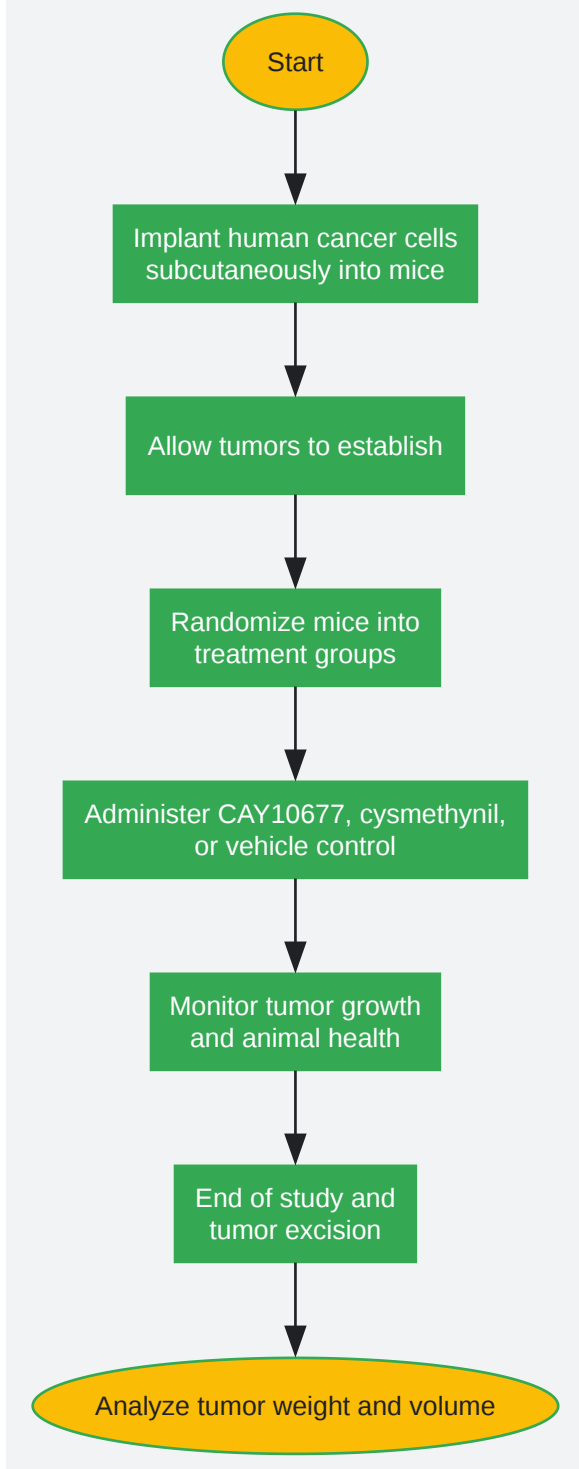 Start
Implant human cancer cells
subcutaneously into mice
Allow tumors to establish
Randomize mice into
treatment groups
Administer CAY10677, cysmethynil,
or vehicle control
Monitor tumor growth
and animal health
End of study and
tumor excision
Analyze tumor weight and volume